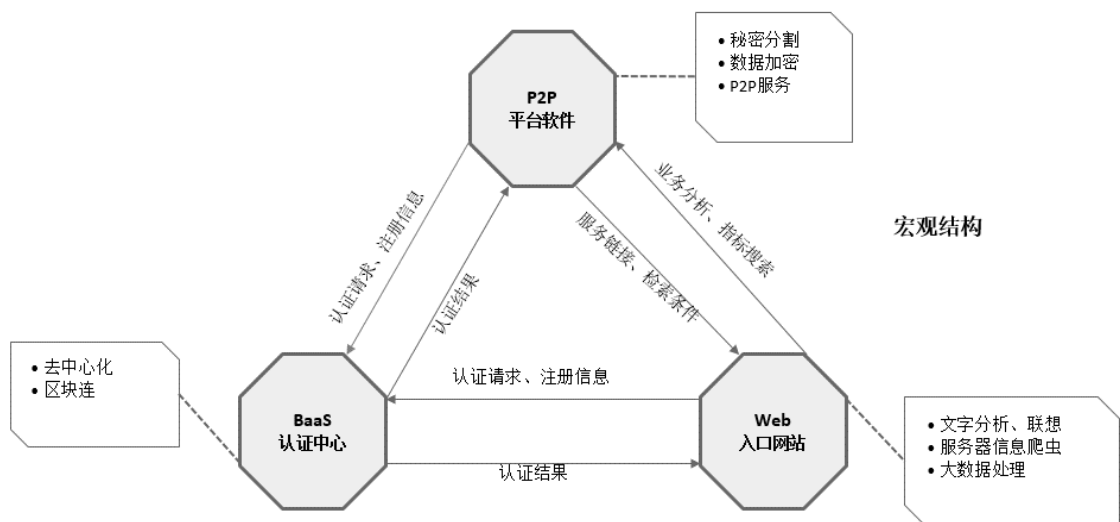 • 秘密分割
• 数据加密
• P2P服务
P2P
平台软件
业务分析、指标搜索
宏观结构
认证请求、注册信息
服务链接、检索条件
认证结果
• 去中心化
• 区块连
认证请求、注册信息
BaaS
认证中心
Web
入口网站
• 文字分析、联想
• 服务器信息爬虫
• 大数据处理
认证结果